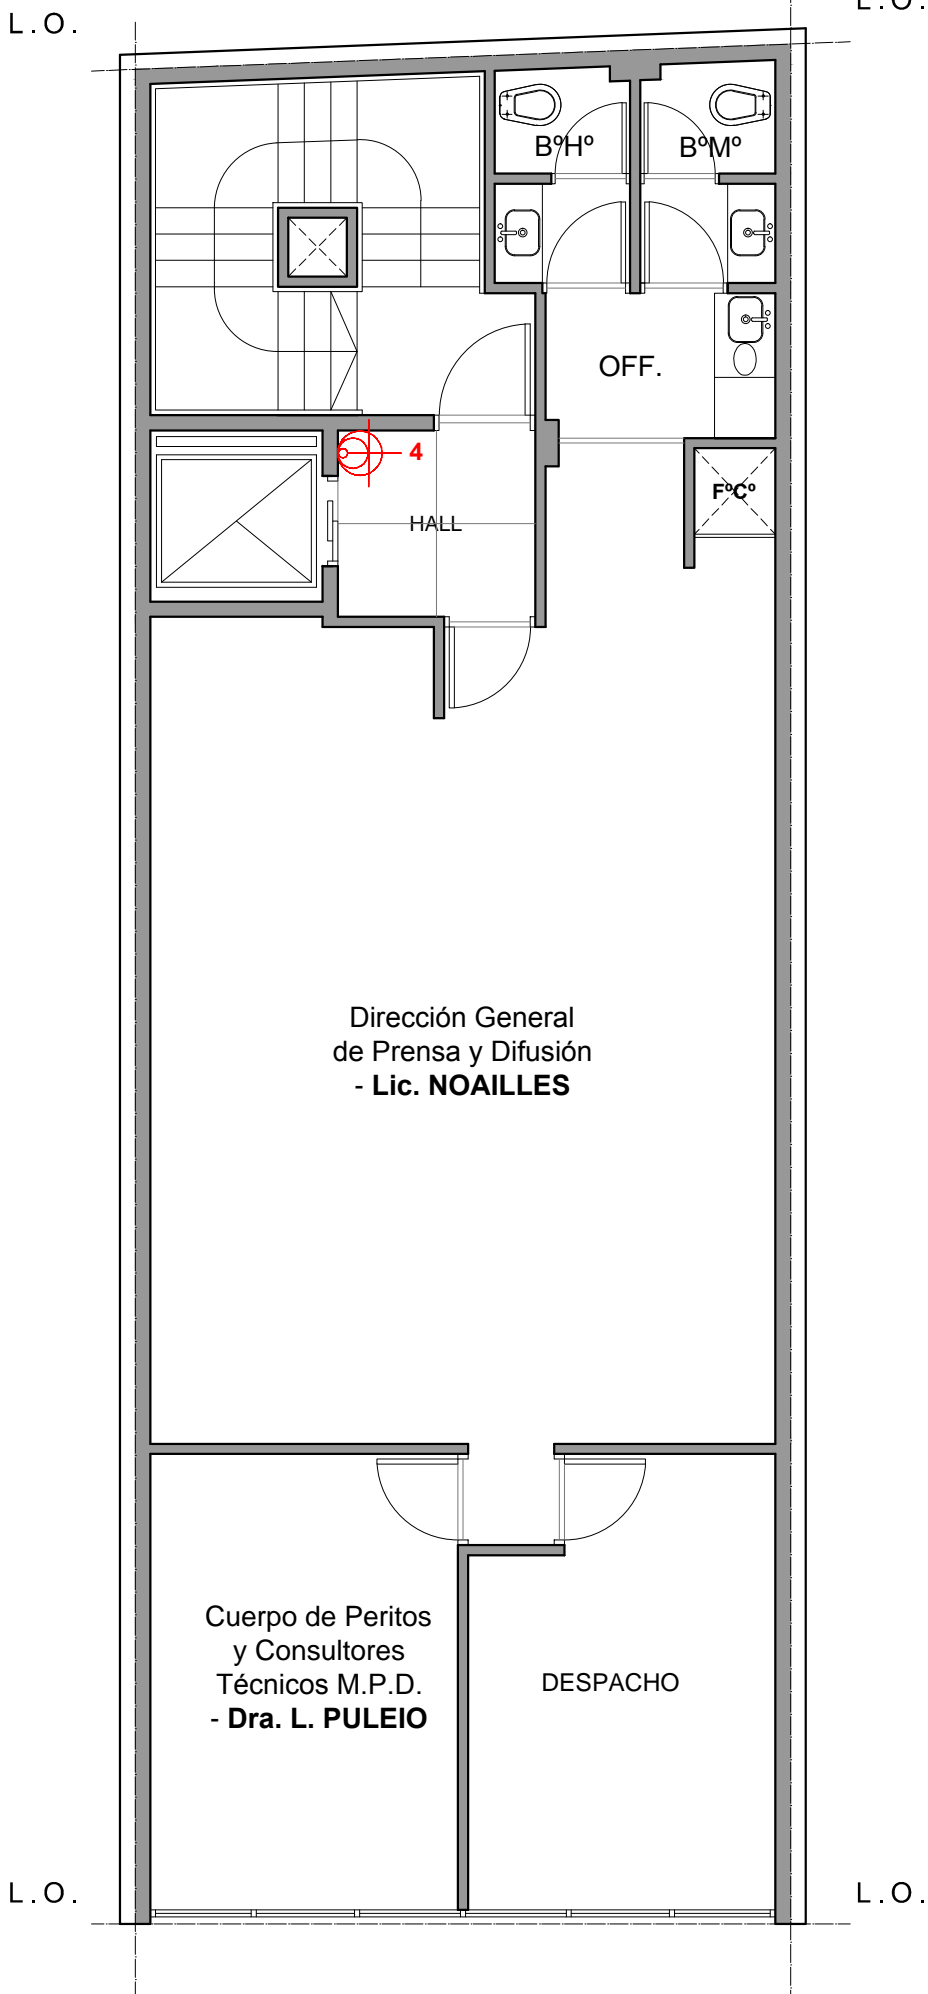 L.O.
L.O.
BºHº
BºMº
OFF.
4
FºCº
HALL
Dirección General
de Prensa y Difusión
- Lic. NOAILLES
Cuerpo de Peritos
y Consultores
Técnicos M.P.D.
- Dra. L. PULEIO
DESPACHO
L.O.
L.O.